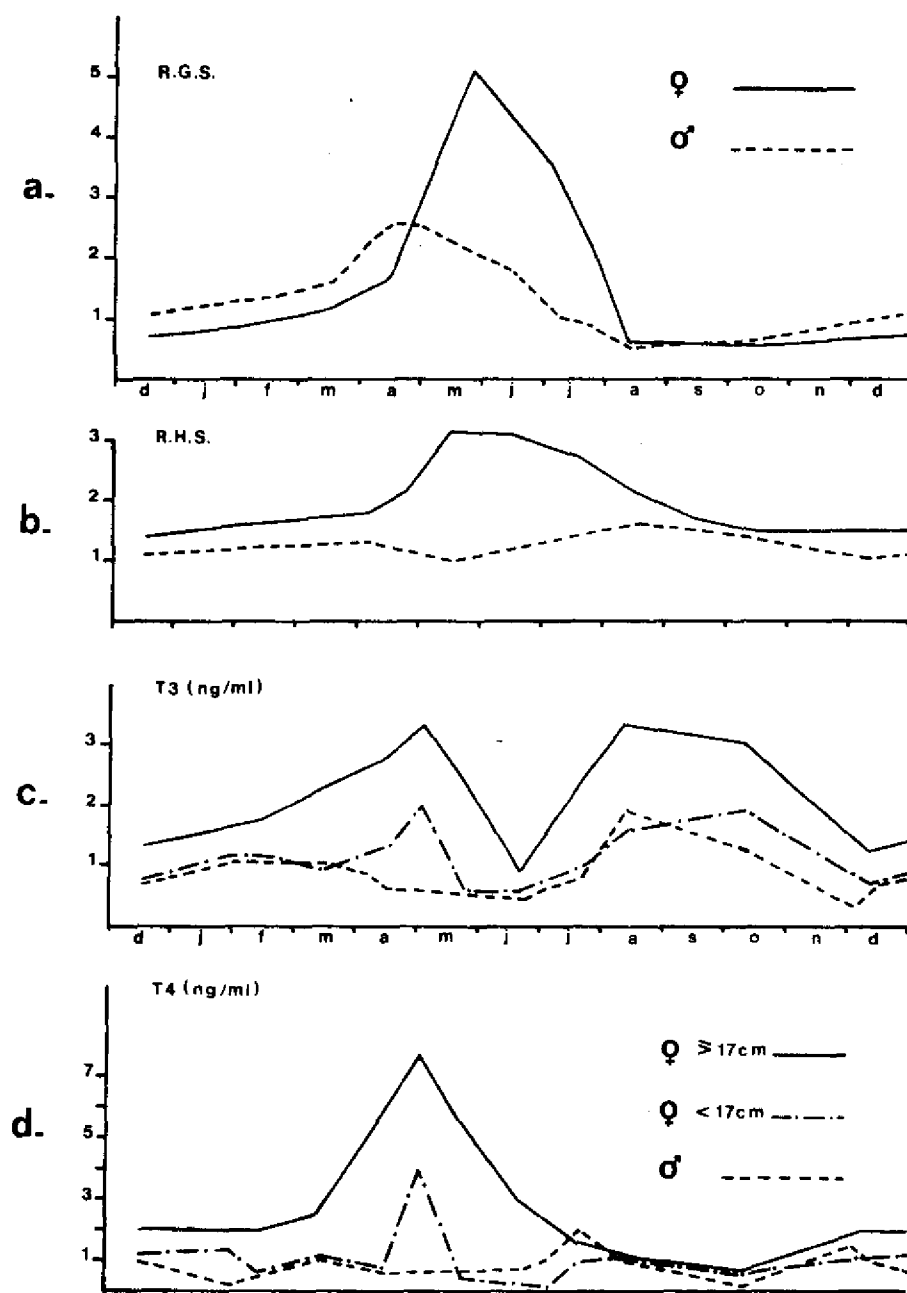 R.G.S.
♀
♂
a-
5
4
3
2
1
d j f m a m j j a s o n d
R.H.S.
b-
3
2
1
T3 (ng/ml)
c-
3
2
1
d j f m a m j j a s o n d
T4 (ng/ml)
d-
♀ ⩾17cm
♀ <17cm
♂
7
5
3
1